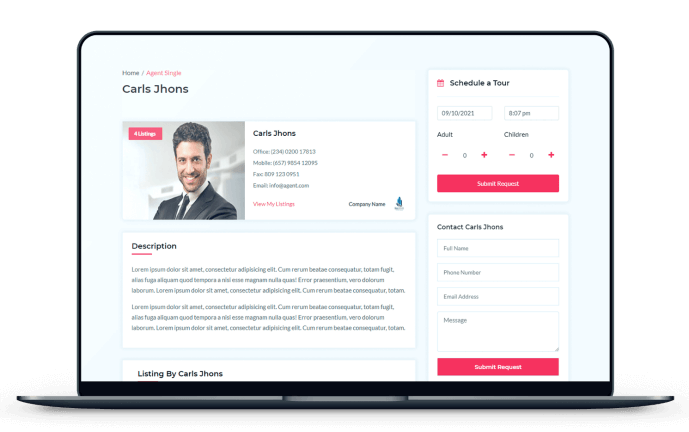 Home / Agent Single
Carls Jhons
4 Listings
Carls Jhons
Office: (234) 0200 17813
Mobile: (657) 9854 12095
Fax: 809 123 0951
Email: info@agent.com
View My Listings
Company Name
Description
Lorem ipsum dolor sit amet, consectetur adipisicing elit. Cum rerum beatae consequatur, totam fugit,
alias fuga aliquam quod tempora a nisi esse magnam nulla quas! Error praesentium, vero dolorum
laborum. Lorem ipsum dolor sit amet, consectetur adipisicing elit. Cum rerum beatae consequatur, totam.
Lorem ipsum dolor sit amet, consectetur adipisicing elit. Cum rerum beatae consequatur, totam fugit,
alias fuga aliquam quod tempora a nisi esse magnam nulla quas! Error praesentium, vero dolorum
laborum. Lorem ipsum dolor sit amet, consectetur adipisicing elit. Cum rerum beatae consequatur, totam.
Listing By Carls Jhons
Schedule a Tour
09/10/2021
8:07 pm
Adult
Children
− 0 +
− 0 +
Submit Request
Contact Carls Jhons
Full Name
Phone Number
Email Address
Message
Submit Request